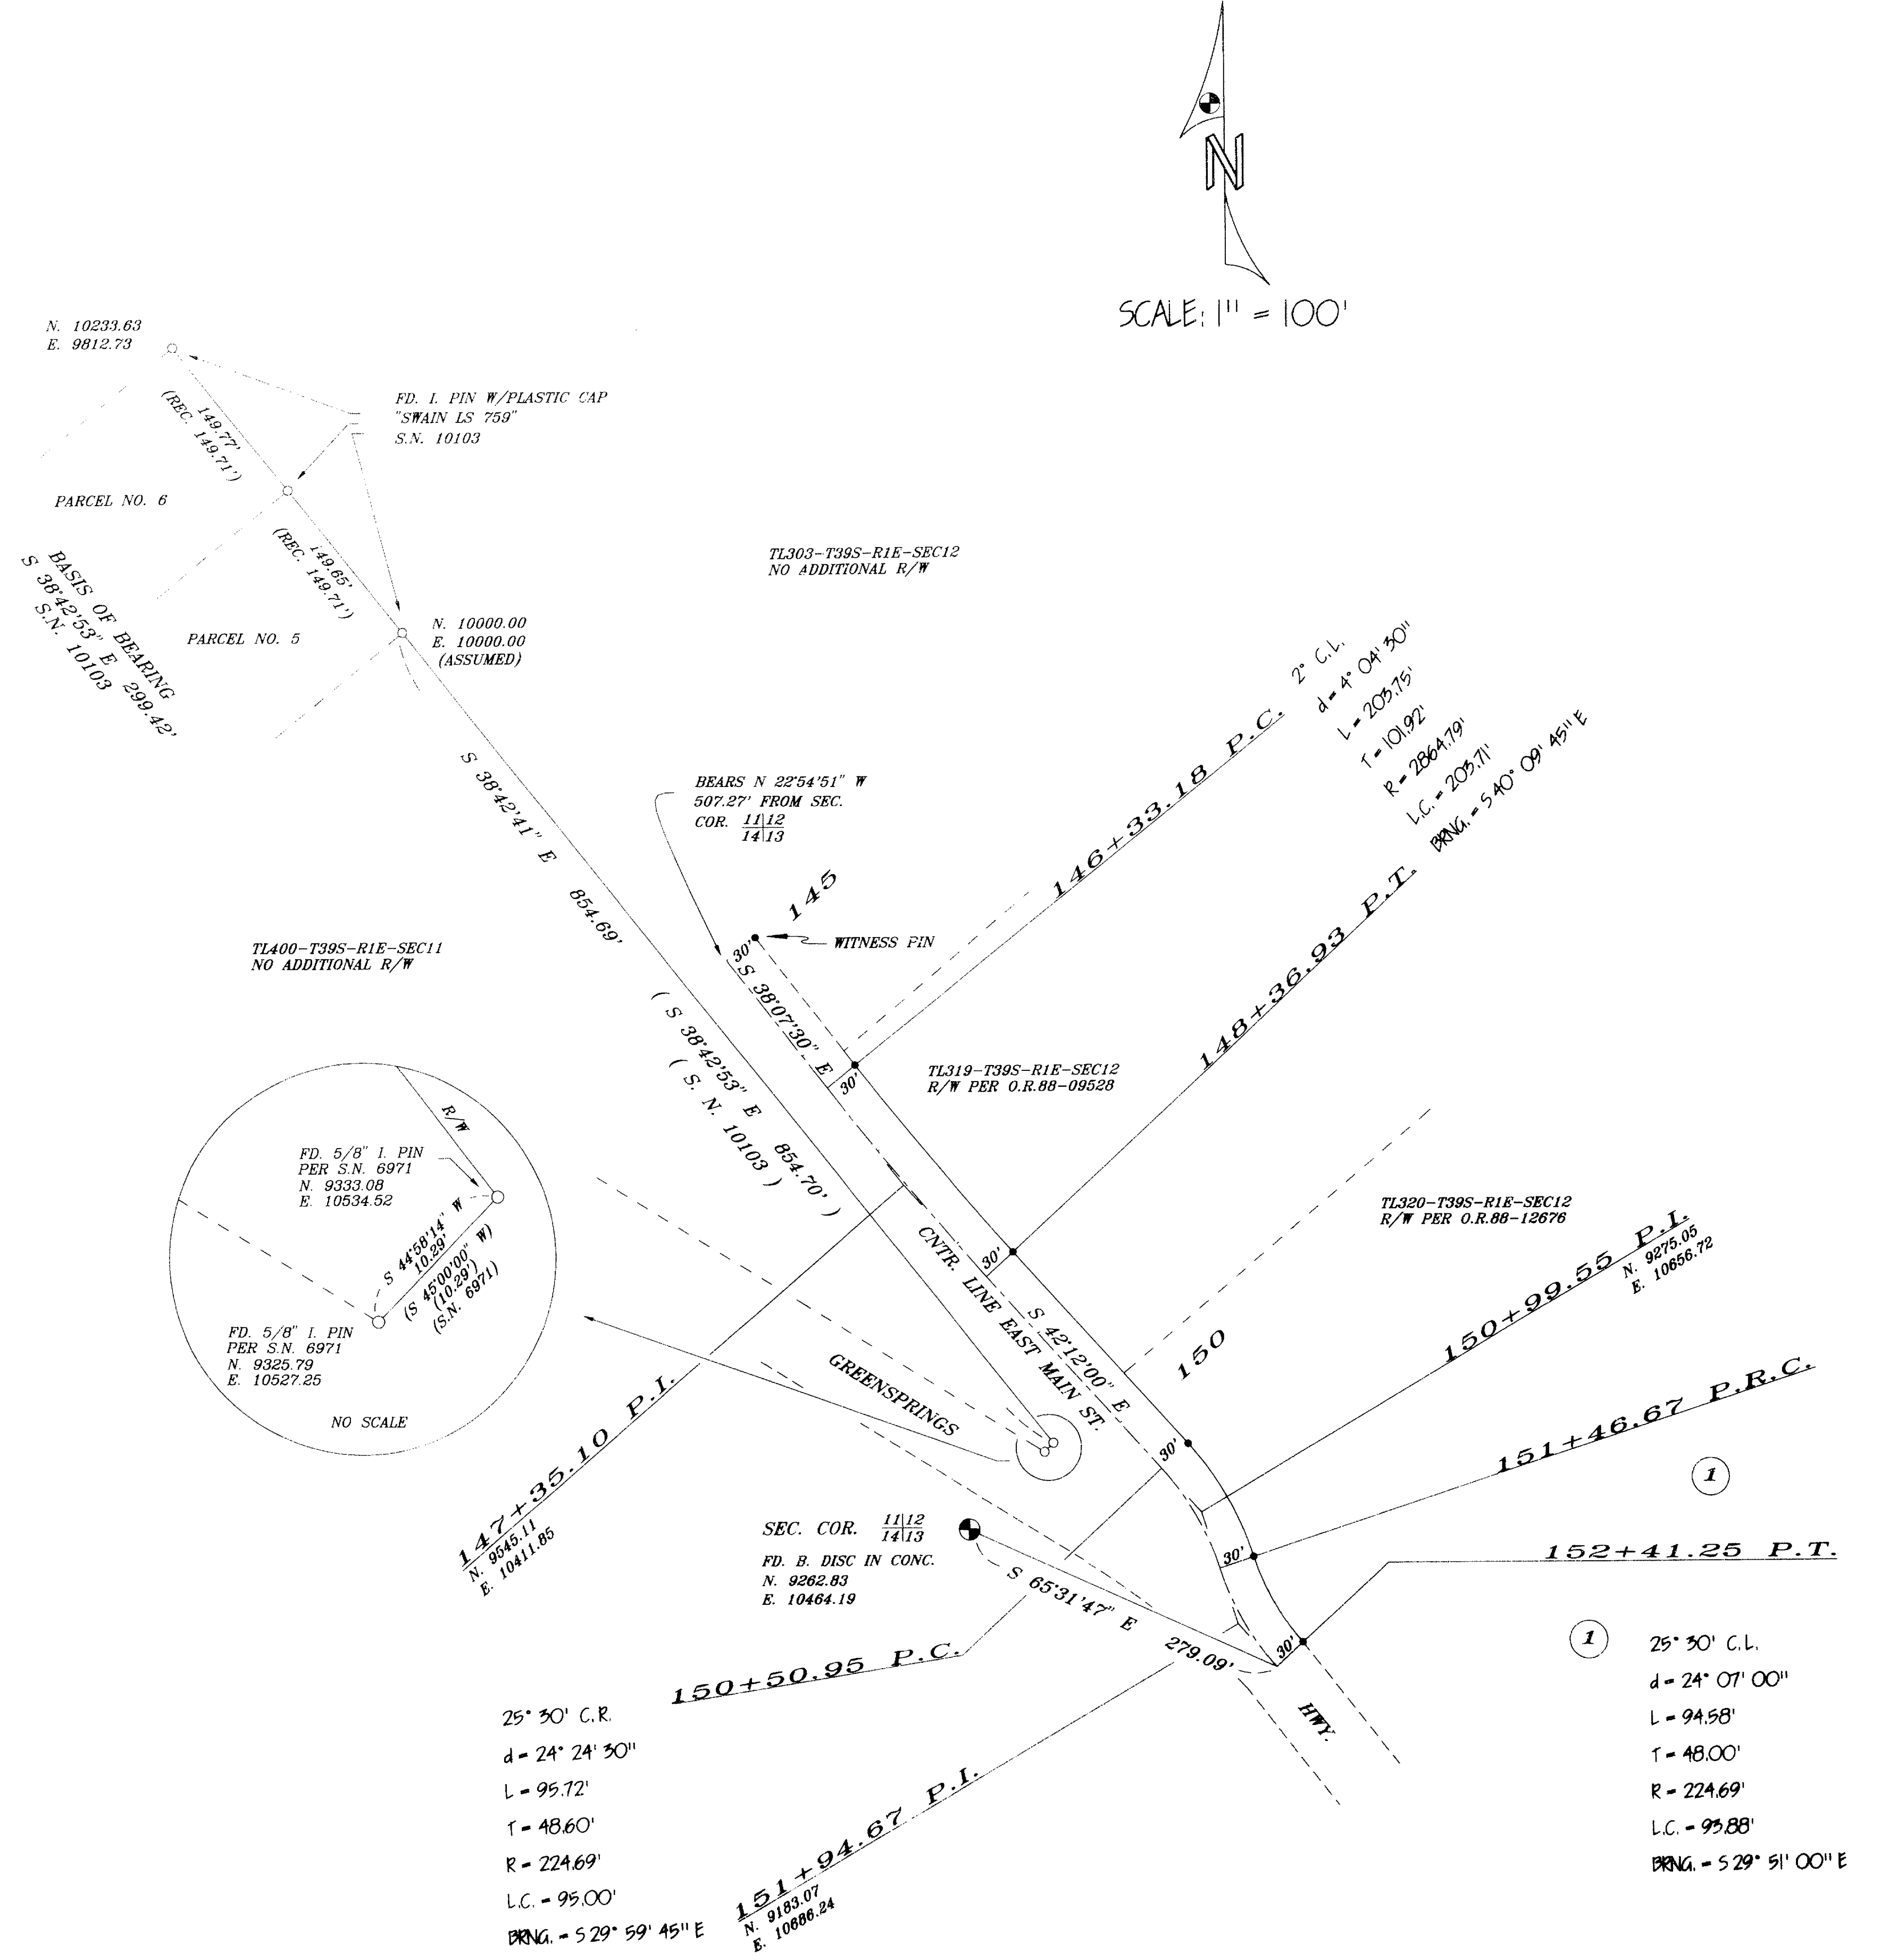 N
SCALE: 1" = 100'
N. 10233.63
E. 9812.73
FD. I. PIN W/PLASTIC CAP
"SWAIN LS 759"
S.N. 10103
149.77'
(REC. 149.71')
PARCEL NO. 6
149.65'
(REC. 149.71')
BASIS OF BEARING
S 38°42'53" E 299.42'
S.N. 10103
PARCEL NO. 5
N. 10000.00
E. 10000.00
(ASSUMED)
TL303-T39S-R1E-SEC12
NO ADDITIONAL R/W
2° C.L.
d = 4° 04' 30"
L = 203.75'
T = 101.92'
R = 2864.79'
L.C. = 203.71'
BRNG. = S 40° 09' 45" E
146+33.18 P.C.
148+36.93 P.T.
S 38°42'41" E 854.69'
BEARS N 22°54'51" W
507.27' FROM SEC.
COR. 11|12
14|13
145
WITNESS PIN
30'
S 38°07'30" E
30'
TL400-T39S-R1E-SEC11
NO ADDITIONAL R/W
( S 38°42'53" E 854.70' )
( S. N. 10103 )
TL319-T39S-R1E-SEC12
R/W PER O.R.88-09528
R/W
FD. 5/8" I. PIN
PER S.N. 6971
N. 9333.08
E. 10534.52
S 44°58'14" W
10.29'
(S 45°00'00" W)
(10.29')
(S.N. 6971)
FD. 5/8" I. PIN
PER S.N. 6971
N. 9325.79
E. 10527.25
NO SCALE
TL320-T39S-R1E-SEC12
R/W PER O.R.88-12676
30'
CNTR. LINE EAST MAIN ST.
S 42°12'00" E
150
150+99.55 P.I.
N. 9275.05
E. 10656.72
GREENSPRINGS
30'
151+46.67 P.R.C.
1
147+35.10 P.I.
N. 9545.11
E. 10411.85
SEC. COR. 11|12
14|13
FD. B. DISC IN CONC.
N. 9262.83
E. 10464.19
S 65°31'47" E 279.09'
30'
152+41.25 P.T.
30'
HWY.
150+50.95 P.C.
25° 30' C.R.
d = 24° 24' 30"
L = 95.72'
T = 48.60'
R = 224.69'
L.C. = 95.00'
BRNG. = S 29° 59' 45" E
151+94.67 P.I.
N. 9183.07
E. 10686.24
1
25° 30' C.L.
d = 24° 07' 00"
L = 94.58'
T = 48.00'
R = 224.69'
L.C. = 93.88'
BRNG. = S 29° 51' 00" E